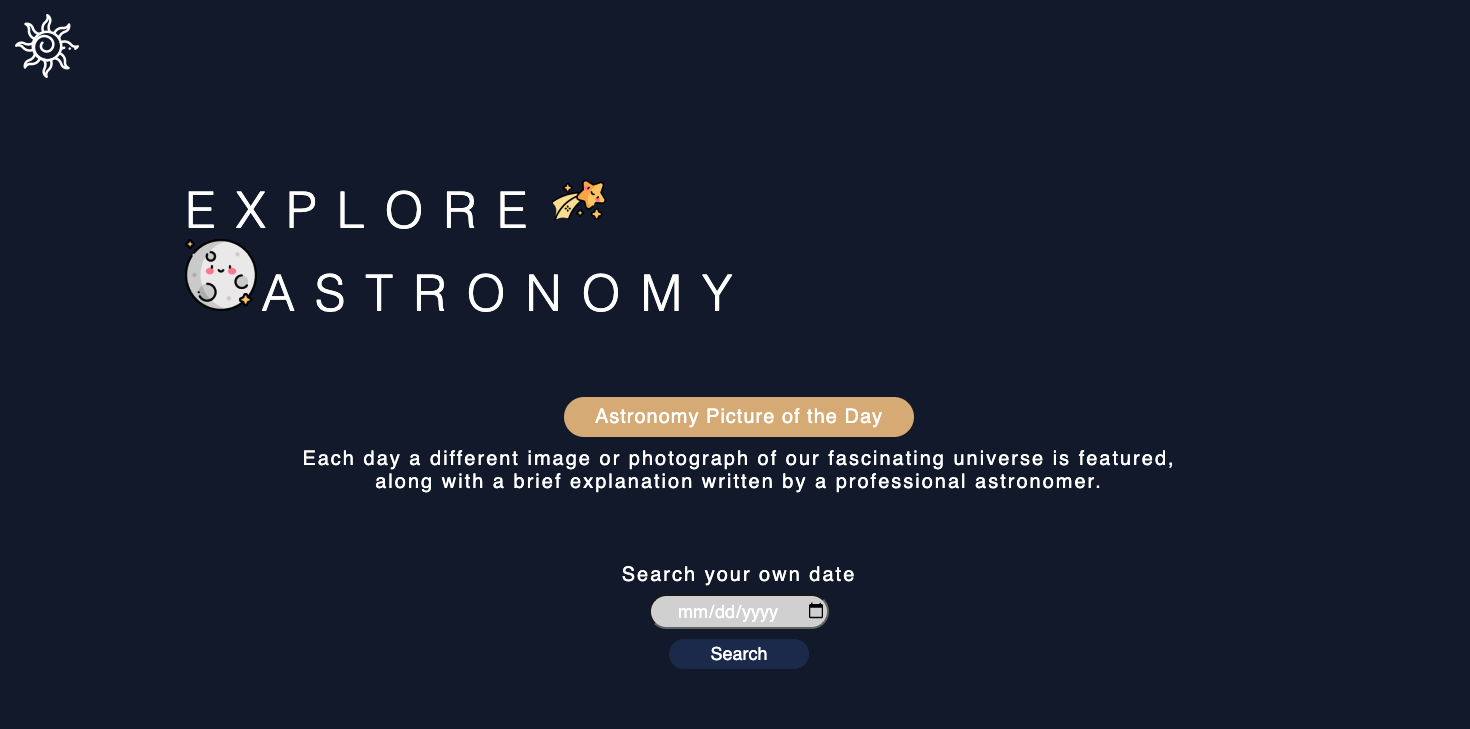 EXPLORE
ASTRONOMY
Astronomy Picture of the Day
Each day a different image or photograph of our fascinating universe is featured,
along with a brief explanation written by a professional astronomer.
Search your own date
mm/dd/yyyy
Search